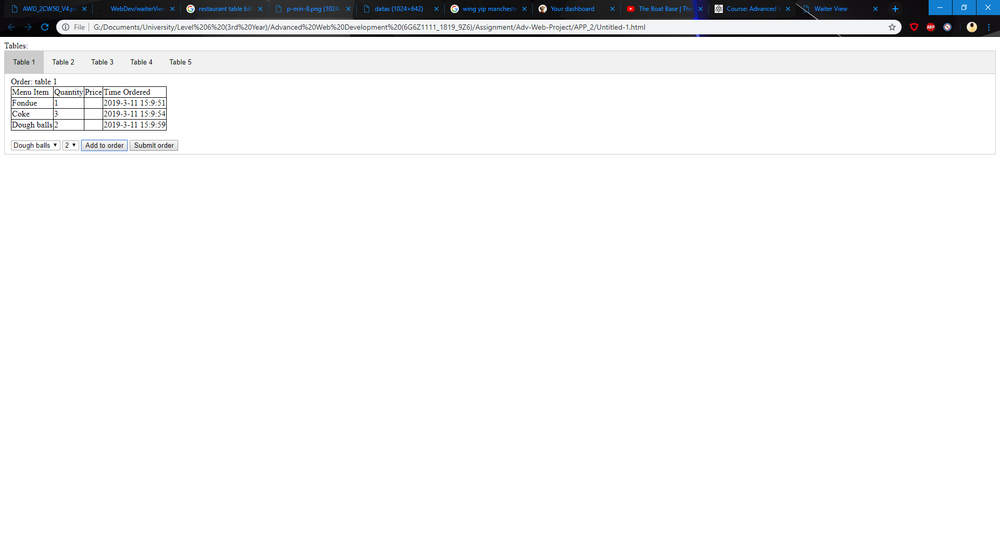 AWD_2CW50_V4.pd WebDev/waiterView restaurant table bill p-min-8.png (1024× datas (1024×642) wing yip manchest Your dashboard The Boat Base | The Course: Advanced Waiter View
File G:/Documents/University/Level%206%20(3rd%20Year)/Advanced%20Web%20Development%20(6G6Z1111_1819_9Z6)/Assignment/Adv-Web-Project/APP_2/Untitled-1.html ABP
Tables:
Table 1 Table 2 Table 3 Table 4 Table 5
Order: table 1
Menu Item Quantity Price Time Ordered
Fondue 1 2019-3-11 15:9:51
Coke 3 2019-3-11 15:9:54
Dough balls 2 2019-3-11 15:9:59
Dough balls 2 Add to order Submit order